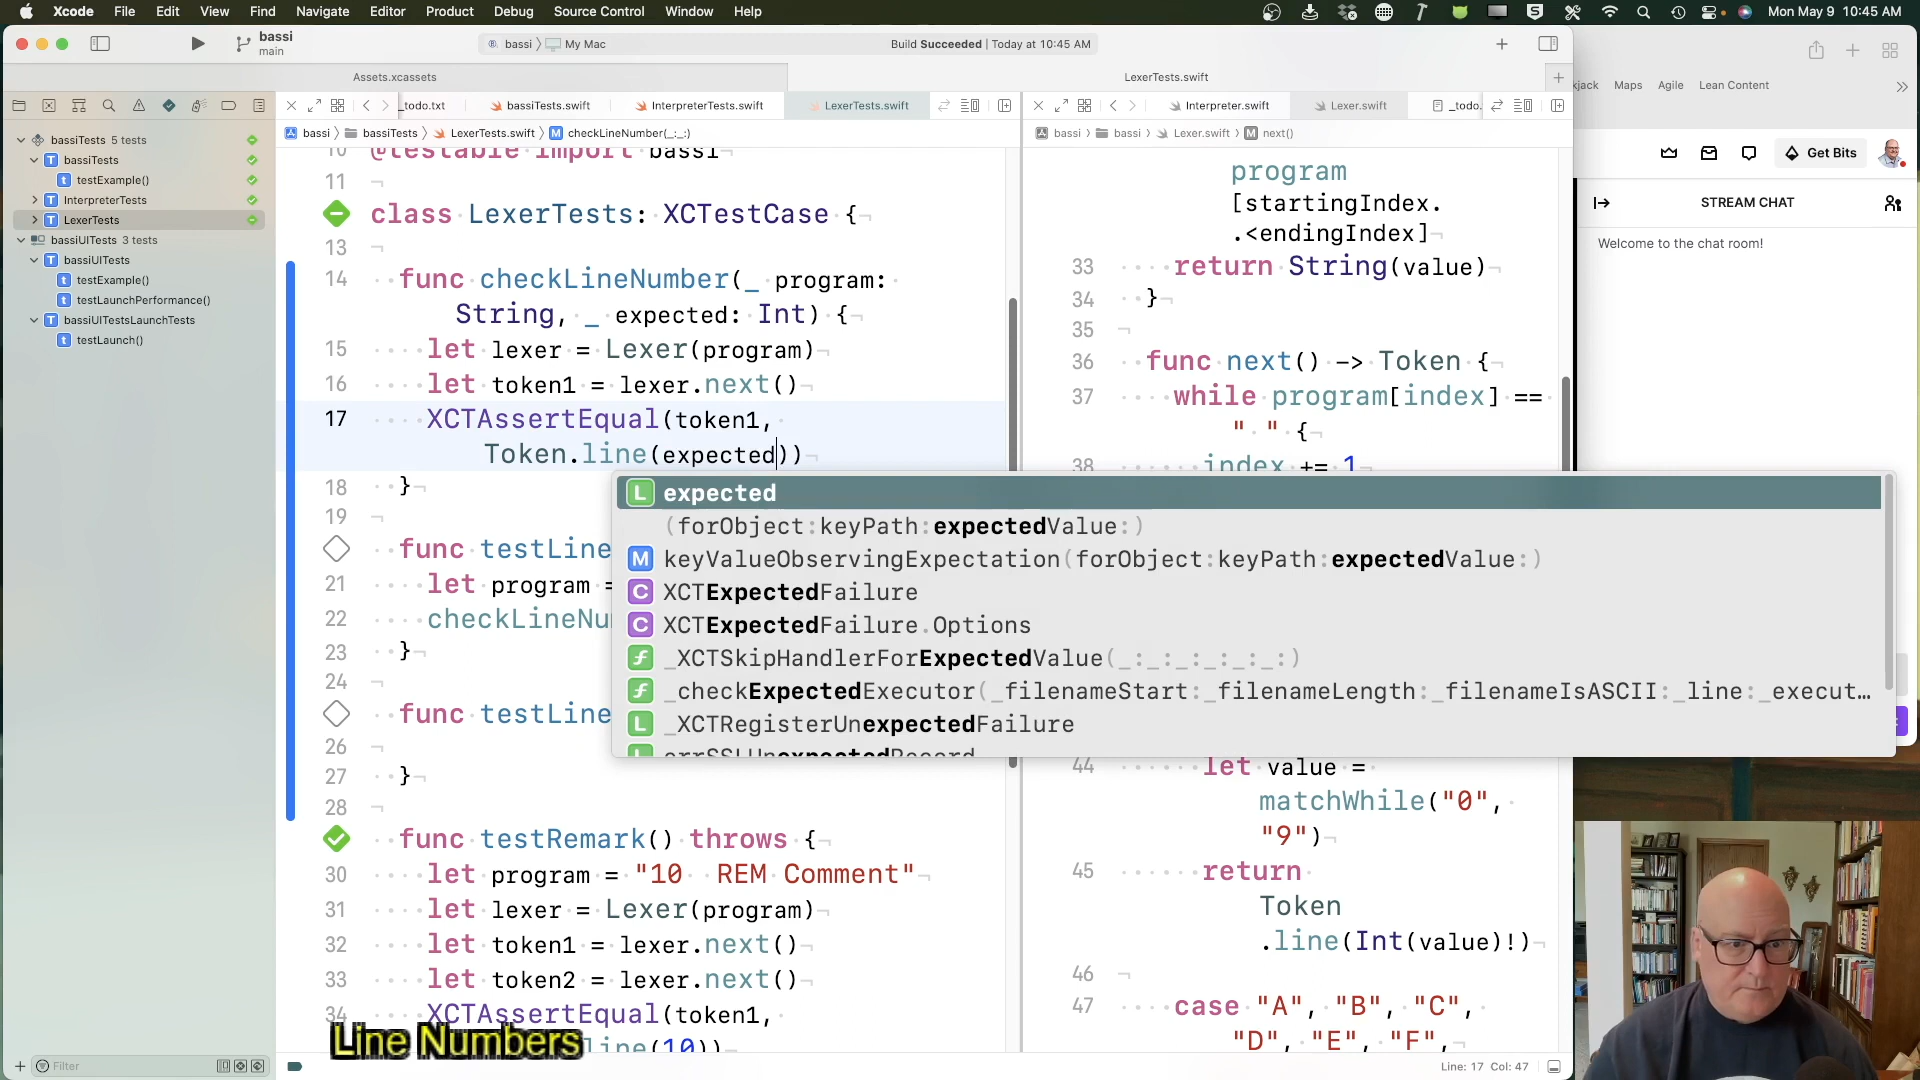 Xcode File Edit View Find Navigate Editor Product Debug Source Control Window Help
Mon May 9 10:45 AM
bassi
main
bassi 〉 My Mac
Build Succeeded | Today at 10:45 AM
Assets.xcassets
LexerTests.swift
_todo.txt bassiTests.swift InterpreterTests.swift LexerTests.swift
Interpreter.swift Lexer.swift _todo.
bassi 〉 bassiTests 〉 LexerTests.swift 〉 M checkLineNumber(_:_:)
bassi 〉 bassi 〉 Lexer.swift 〉 M next()
bassiTests 5 tests
T bassiTests
t testExample()
T InterpreterTests
T LexerTests
bassiUITests 3 tests
T bassiUITests
t testExample()
t testLaunchPerformance()
T bassiUITestsLaunchTests
t testLaunch()
Filter
10 @testable import bassi
11
class LexerTests: XCTestCase {
13
14 func checkLineNumber(_ program:
String, _ expected: Int) {
15 let lexer = Lexer(program)
16 let token1 = lexer.next()
17 XCTAssertEqual(token1,
Token.line(expected))
18 }
19
func testLine
21 let program =
22 checkLineNu
23 }
24
func testLine
26
27 }
28
func testRemark() throws {
30 let program = "10  REM Comment"
31 let lexer = Lexer(program)
32 let token1 = lexer.next()
33 let token2 = lexer.next()
34 XCTAssertEqual(token1,
line(10))
Line Numbers
L expected
(forObject:keyPath:expectedValue:)
M keyValueObservingExpectation(forObject:keyPath:expectedValue:)
C XCTExpectedFailure
C XCTExpectedFailure.Options
f _XCTSkipHandlerForExpectedValue(_:_:_:_:_:_:)
f _checkExpectedExecutor(_filenameStart:_filenameLength:_filenameIsASCII:_line:_execut…
L _XCTRegisterUnexpectedFailure
errSSLUnexpectedRecord
program
[startingIndex.
.<endingIndex]
33 return String(value)
34 }
35
36 func next() -> Token {
37 while program[index] ==
" " {
38 index += 1
44 let value =
matchWhile("0",
"9")
45 return
Token
.line(Int(value)!)
46
47 case "A", "B", "C",
"D", "E", "F",
Line: 17 Col: 47
kjack Maps Agile Lean Content
Get Bits
STREAM CHAT
Welcome to the chat room!